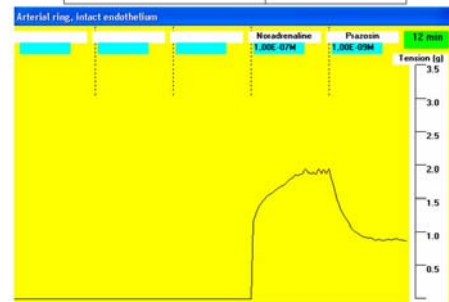 Arterial ring, intact endothelium
Noradrenaline Prazosin 12 min
1,00E-07M 1,00E-09M
Tension (g)
3.5
3.0
2.5
2.0
1.5
1.0
0.5